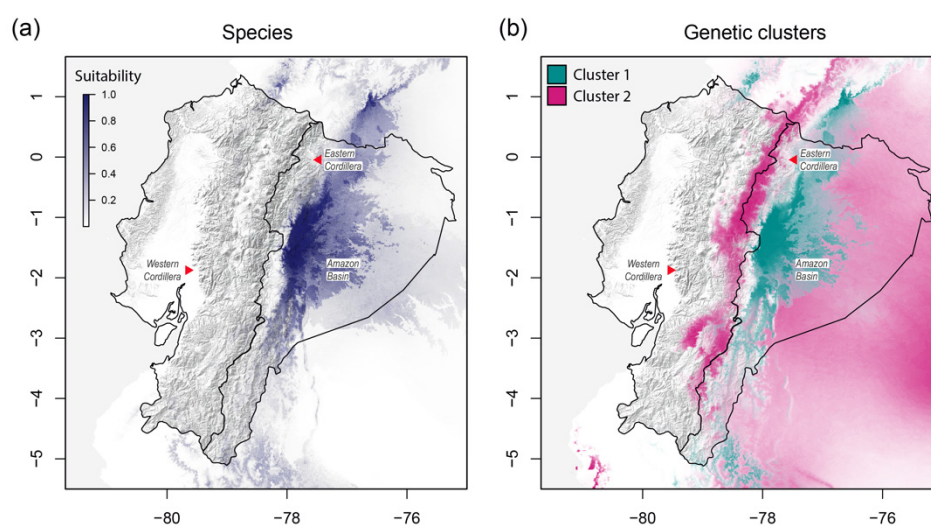 (a)
Species
Suitability
1.0
0.8
0.6
0.4
0.2
Eastern
Cordillera
Western
Cordillera
Amazon
Basin
1
0
−1
−2
−3
−4
−5
−80
−78
−76
(b)
Genetic clusters
Cluster 1
Cluster 2
Eastern
Cordillera
Western
Cordillera
Amazon
Basin
1
0
−1
−2
−3
−4
−5
−80
−78
−76